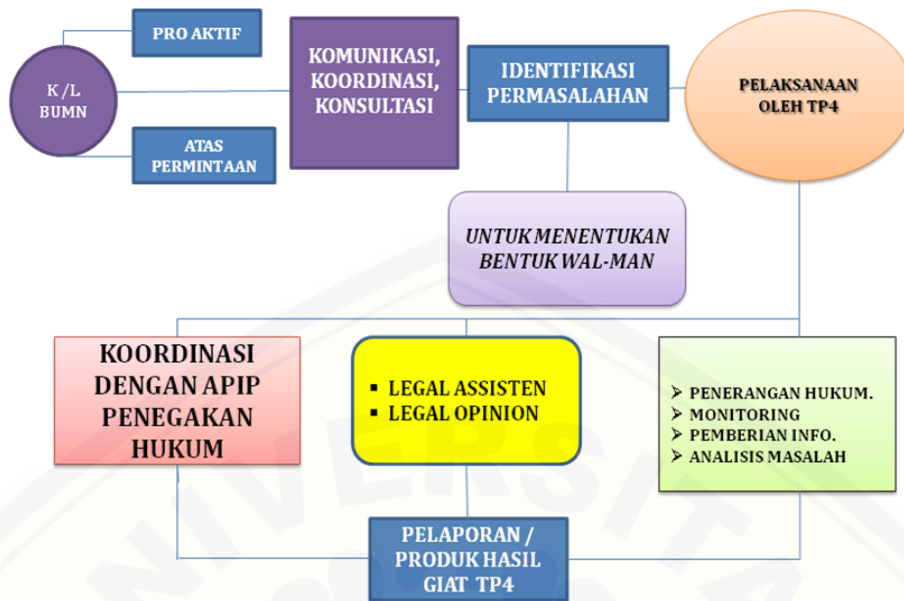 PRO AKTIF
K /L
BUMN
ATAS
PERMINTAAN
KOMUNIKASI,
KOORDINASI,
KONSULTASI
IDENTIFIKASI
PERMASALAHAN
PELAKSANAAN
OLEH TP4
UNTUK MENENTUKAN
BENTUK WAL-MAN
KOORDINASI
DENGAN APIP
PENEGAKAN
HUKUM
▪ LEGAL ASSISTEN
▪ LEGAL OPINION
➢ PENERANGAN HUKUM.
➢ MONITORING
➢ PEMBERIAN INFO.
➢ ANALISIS MASALAH
PELAPORAN /
PRODUK HASIL
GIAT TP4
NIVERSITA